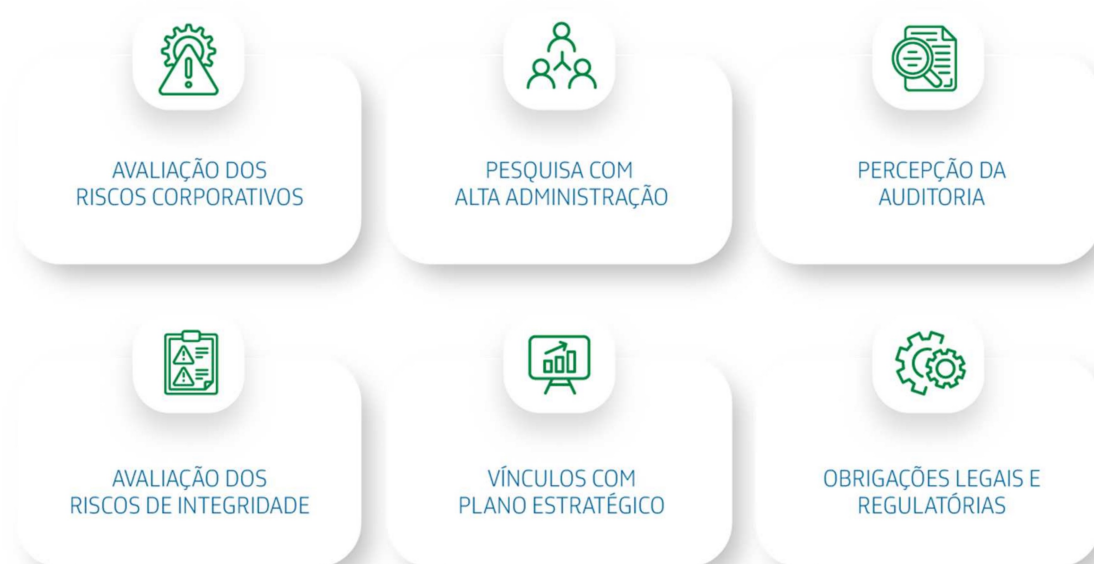 AVALIAÇÃO DOS
RISCOS CORPORATIVOS
PESQUISA COM
ALTA ADMINISTRAÇÃO
PERCEPÇÃO DA
AUDITORIA
AVALIAÇÃO DOS
RISCOS DE INTEGRIDADE
VÍNCULOS COM
PLANO ESTRATÉGICO
OBRIGAÇÕES LEGAIS E
REGULATÓRIAS